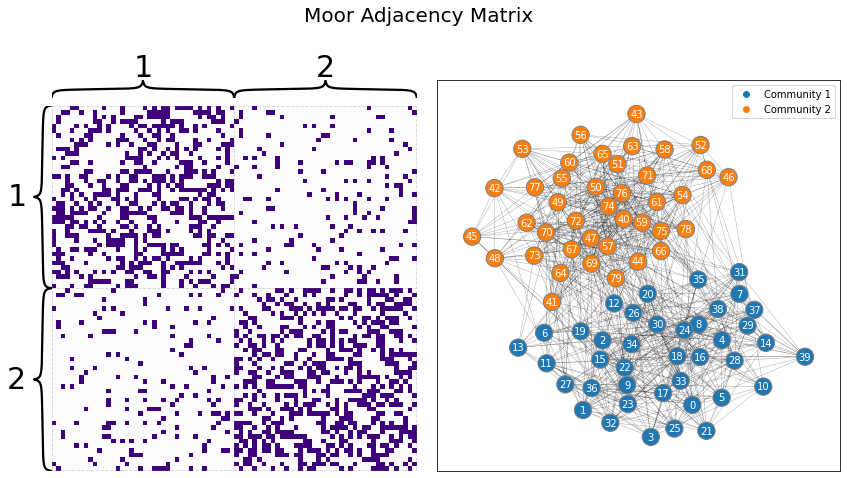 Moor Adjacency Matrix
1 2
1
2
Community 1
Community 2
43
56
52
53 63 58
65
60 51 68
46
55 71
42 77 50
76 54
49 61
74
62 72 40 59
78
45 70 75
47
67 57 66
73
48 69 44
64 79
31
35
41 12 20 7
26 38 37
30 8 29
6 19 24
2 34 4 14
13
18 16 39
15 28
11 22
33
27 36 9 10
17 5
23 0
1
32 25 21
3